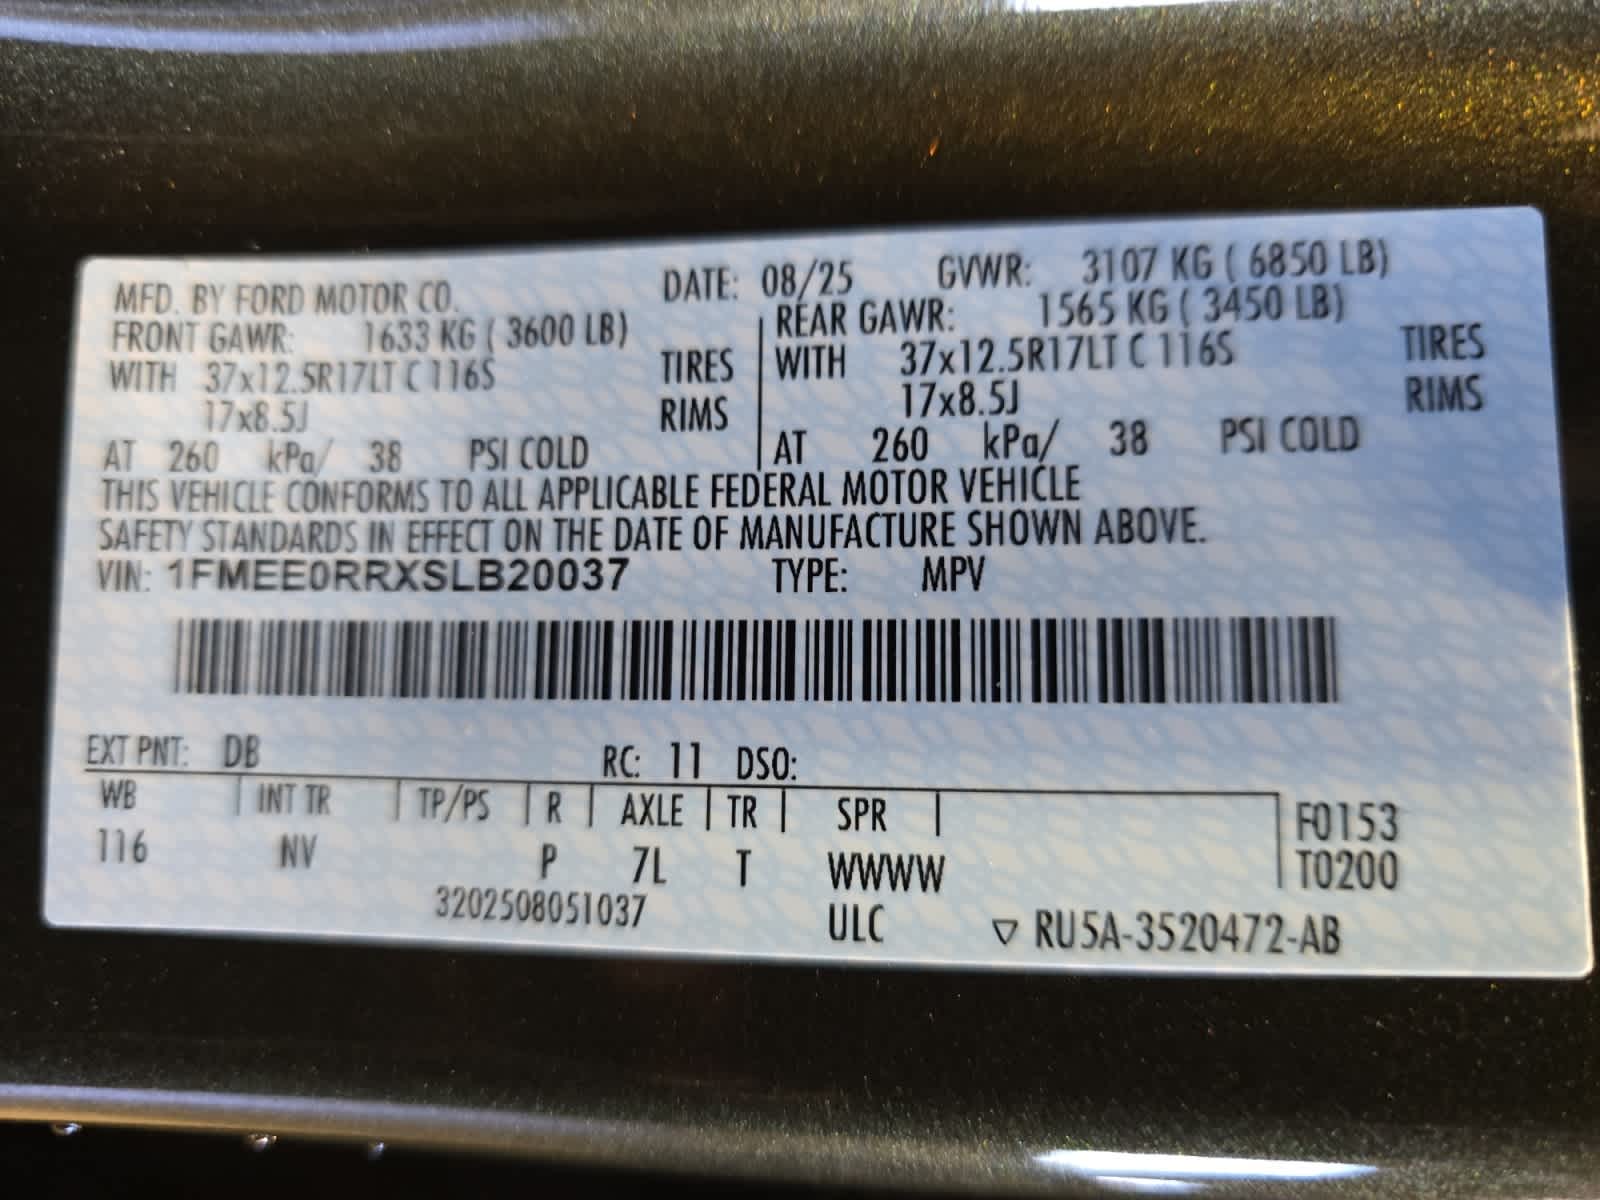 MFD. BY FORD MOTOR CO. DATE: 08/25 GVWR: 3107 KG ( 6850 LB)
FRONT GAWR: 1633 KG ( 3600 LB) REAR GAWR: 1565 KG ( 3450 LB)
WITH 37x12.5R17LT C 116S TIRES WITH 37x12.5R17LT C 116S TIRES
17x8.5J RIMS 17x8.5J RIMS
AT 260 kPa/ 38 PSI COLD AT 260 kPa/ 38 PSI COLD
THIS VEHICLE CONFORMS TO ALL APPLICABLE FEDERAL MOTOR VEHICLE
SAFETY STANDARDS IN EFFECT ON THE DATE OF MANUFACTURE SHOWN ABOVE.
VIN: 1FMEE0RRXSLB20037 TYPE: MPV
EXT PNT: DB RC: 11 DSO:
WB INT TR TP/PS R AXLE TR SPR F0153
116 NV P 7L T WWWW T0200
3202508051037 ULC ▽ RU5A-3520472-AB